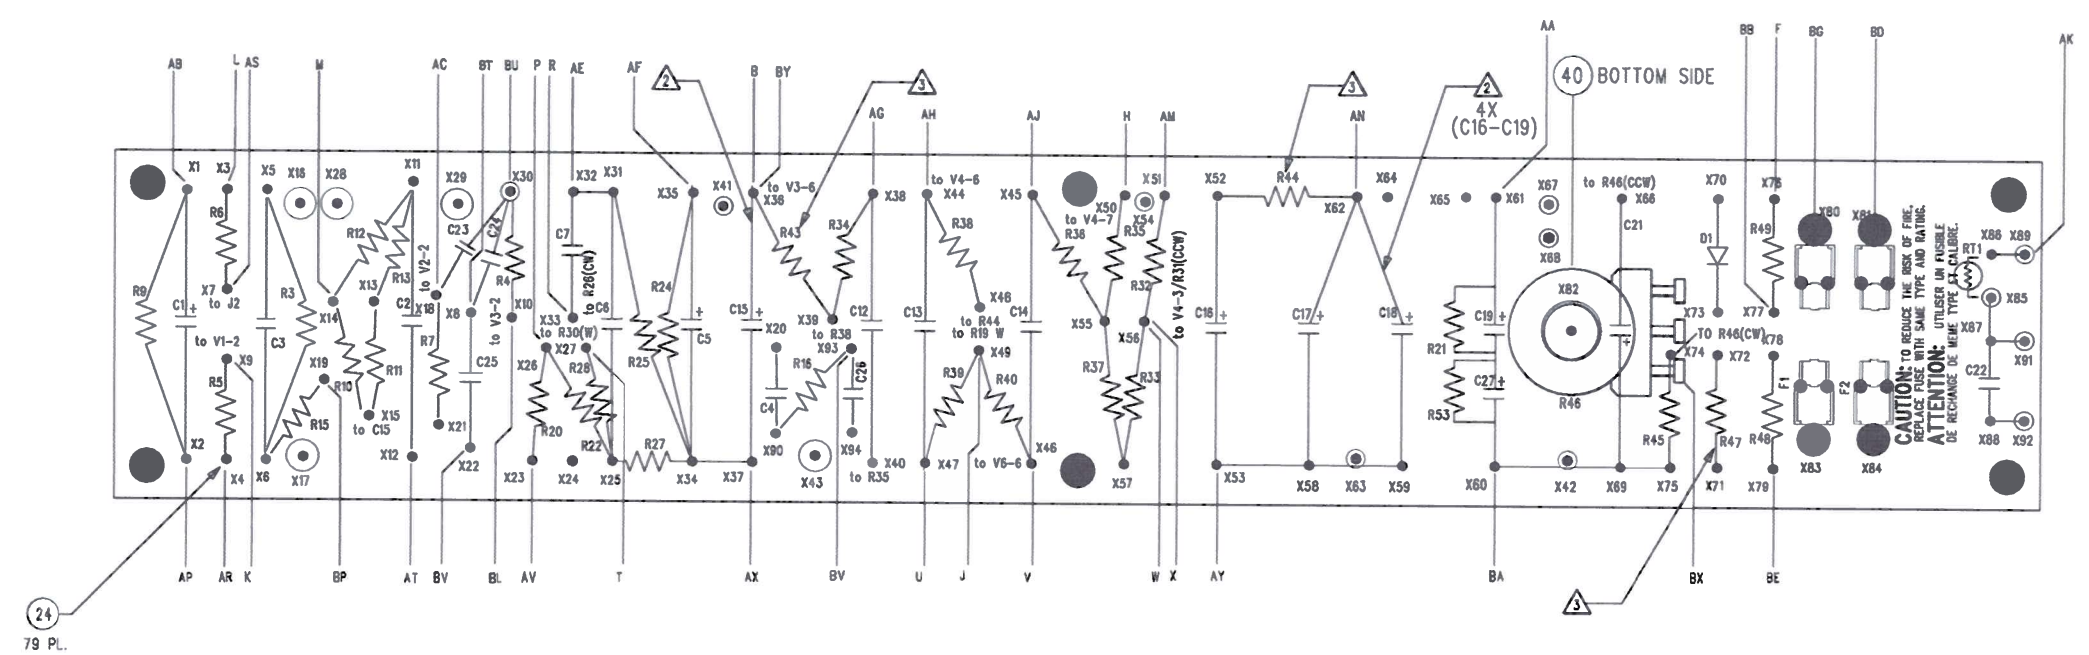 AB
L
AS
M
AC
BT
BU
P
R
AE
AF
2
B
BY
3
AG
AH
AJ
H
AM
3
AN
2
4X
(C16-C19)
AA
40
BOTTOM SIDE
BB
F
BG
BD
AK
X1
X3
X5
X16
X28
X11
X29
X30
X32
X31
X35
X41
to V3-6
X36
X38
to V4-6
X44
X45
X50
X51
X54
to V4-7
X52
R44
X62
X64
X65
X61
X67
X68
to R46(CCW)
X66
X70
X76
X80
X81
X86
X89
R6
R12
R13
C23
C24
C7
R43
R34
R38
R36
R35
R32
C21
D1
R49
RT1
X7
to J2
R9
C1
+
R3
X14
X13
C2
to V2-2
X18
X8
to V3-2
R4
X10
to R26(CW)
X33
to R30(W)
C6
R24
C5
+
C15
+
X20
X39
to R38
X93
C12
C13
X48
to R44
to R19 W
X49
C14
X55
X56
to V4-3/R31(CCW)
C16
+
C17
+
C18
+
C19
+
R21
X82
X73
X77
X85
X87
TO R46(CW)
X74
X72
X78
X91
to V1-2
X9
R5
C3
X19
R10
R15
R11
R7
C25
X26
X27
R28
R25
R16
C26
C4
R39
R40
R37
R33
R53
C27
+
+
R46
F1
F2
C22
X15
to C15
X21
R20
R22
R27
X90
X94
R45
R47
R48
X88
X92
X2
X4
X6
X17
X12
X22
X23
X24
X25
X34
X37
X43
X40
to R35
X47
to V6-6
X46
X57
X53
X58
X63
X59
X60
X42
X69
X75
X71
X79
X83
X84
CAUTION: TO REDUCE THE RISK OF FIRE,
REPLACE FUSE WITH SAME TYPE AND RATING.
ATTENTION: UTILISER UN FUSIBLE
DE RECHANGE DE MEME TYPE ET CALIBRE.
AP
AR
K
BP
AT
BV
BL
AV
T
AX
BV
U
J
V
W
X
AY
BA
3
BX
BE
24
79 PL.